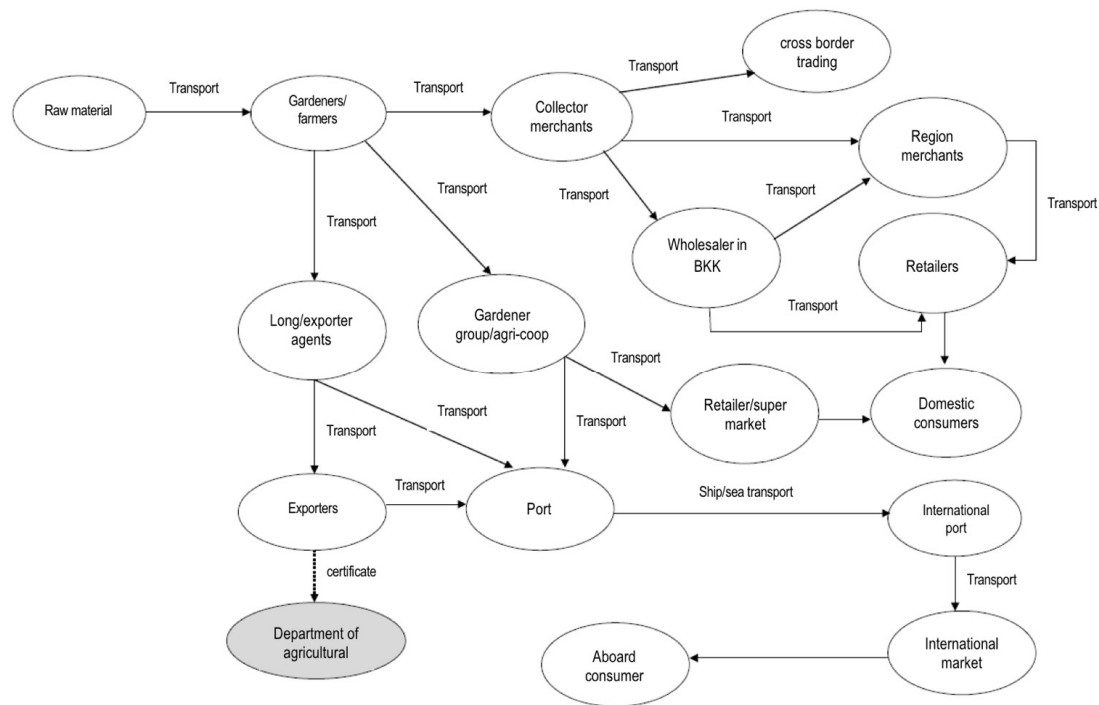 cross border
trading
Transport
Transport
Transport
Raw material
Gardeners/
farmers
Collector
merchants
Transport
Region
merchants
Transport
Transport
Transport
Transport
Transport
Wholesaler in
BKK
Retailers
Transport
Long/exporter
agents
Gardener
group/agri-coop
Transport
Retailer/super
market
Domestic
consumers
Transport
Transport
Transport
Transport
Ship/sea transport
Exporters
Port
International
port
certificate
Transport
Department of
agricultural
Aboard
consumer
International
market